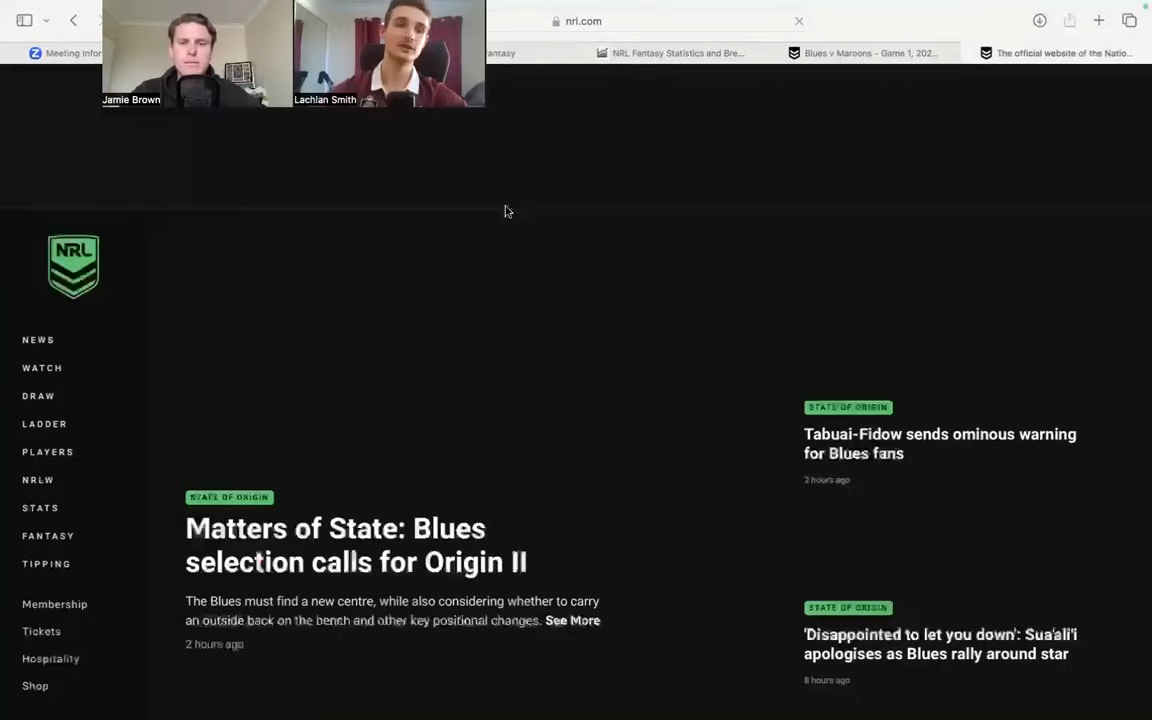 nrl.com
Meeting Infor
antasy
NRL Fantasy Statistics and Bre...
Blues v Maroons - Game 1, 202...
The official website of the Natio...
Jamie Brown
Lachlan Smith
NRL
NEWS
WATCH
DRAW
LADDER
PLAYERS
NRLW
STATS
FANTASY
TIPPING
Membership
Tickets
Hospitality
Shop
STATE OF ORIGIN
Matters of State: Blues
selection calls for Origin II
The Blues must find a new centre, while also considering whether to carry
an outside back on the bench and other key positional changes. See More
2 hours ago
STATE OF ORIGIN
Tabuai-Fidow sends ominous warning
for Blues fans
2 hours ago
STATE OF ORIGIN
'Disappointed to let you down': Suaali'i
apologises as Blues rally around star
8 hours ago